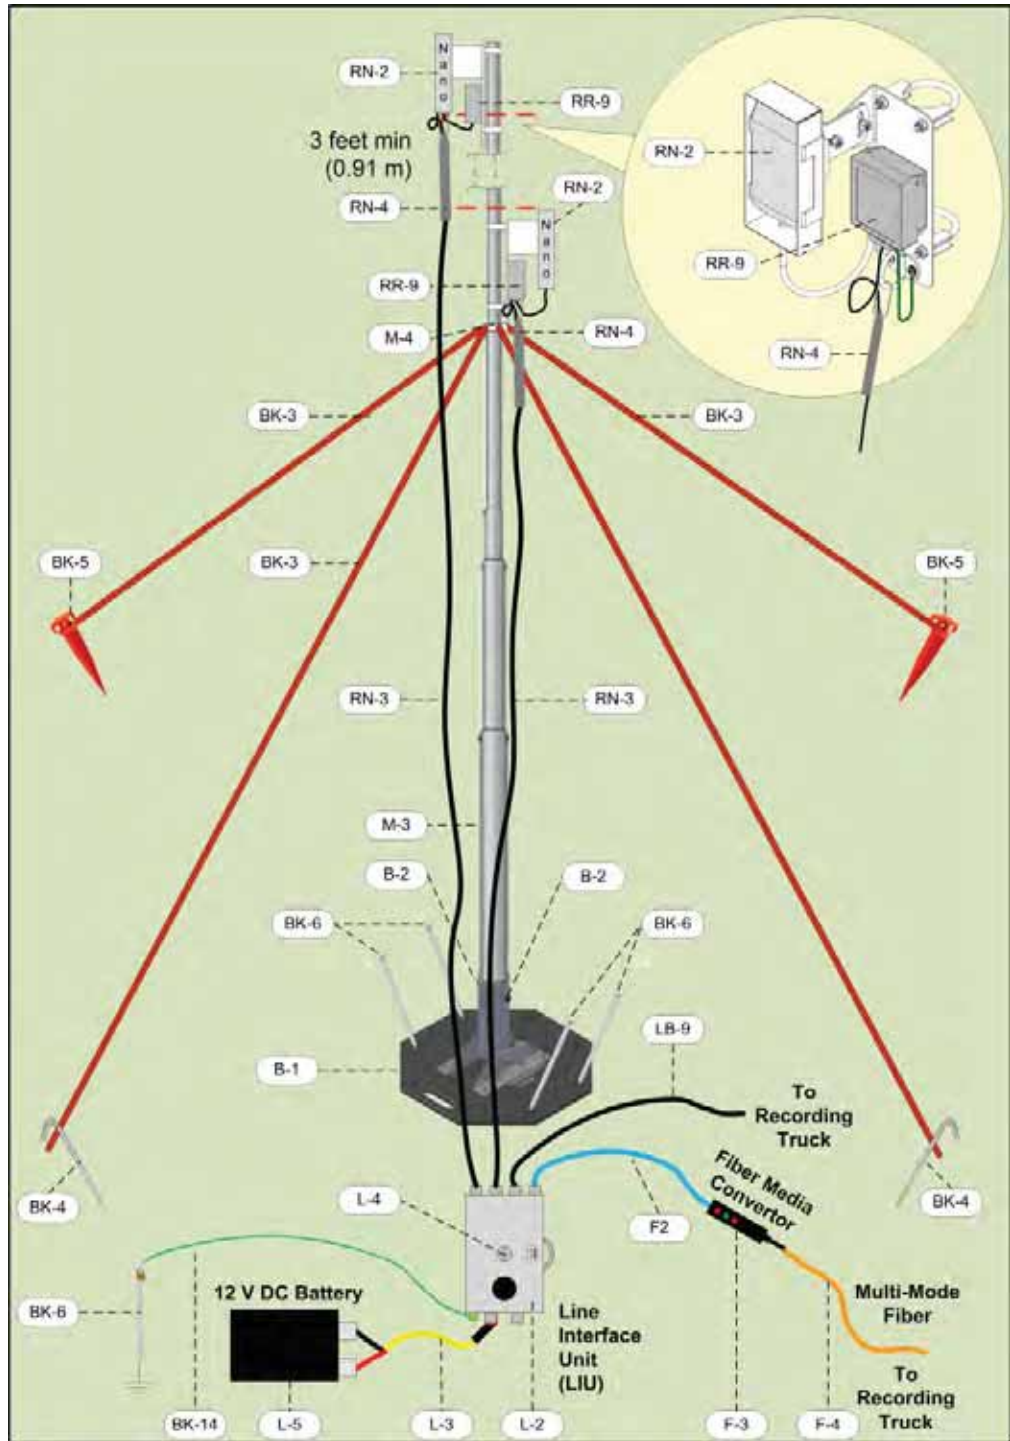 RN-2
Nano
RR-9
3 feet min
(0.91 m)
RN-4
RN-2
Nano
RR-9
M-4
RN-4
RN-2
RR-9
RN-4
BK-3
BK-3
BK-5
BK-3
BK-5
RN-3
RN-3
M-3
B-2
B-2
BK-6
BK-6
LB-9
B-1
To
Recording
Truck
Fiber Media
Convertor
L-4
BK-4
BK-4
F2
12 V DC Battery
BK-6
Line
Interface
Unit
(LIU)
Multi-Mode
Fiber
To
Recording
Truck
BK-14
L-5
L-3
L-2
F-3
F-4